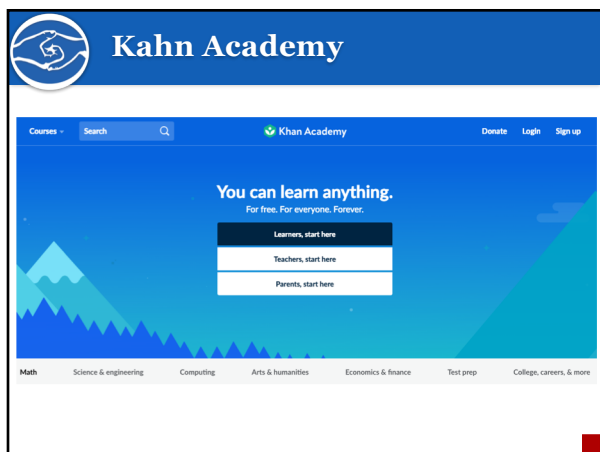 Kahn Academy
Courses Search Khan Academy Donate Login Sign up
You can learn anything.
For free. For everyone. Forever.
Learners, start here
Teachers, start here
Parents, start here
Math Science & engineering Computing Arts & humanities Economics & finance Test prep College, careers, & more